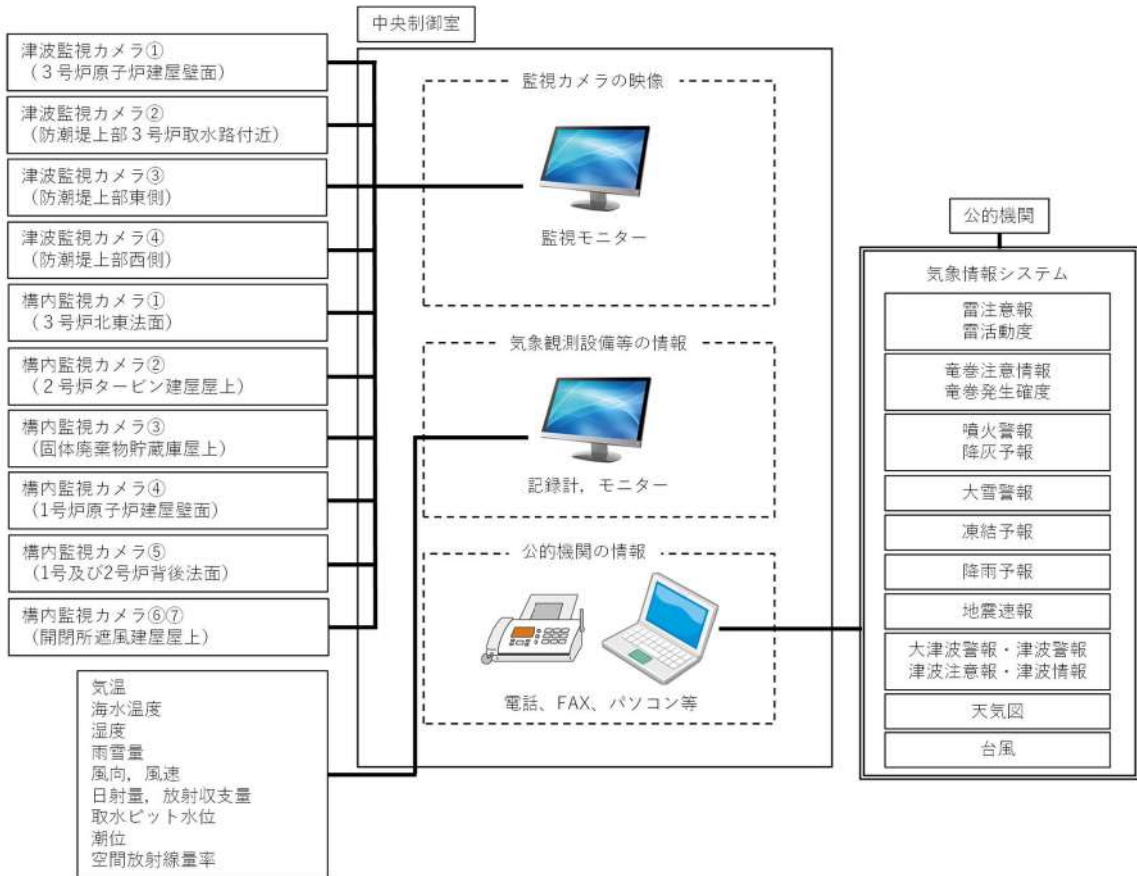 中央制御室
津波監視カメラ①
(3号炉原子炉建屋壁面)
津波監視カメラ②
(防潮堤上部3号炉取水路付近)
津波監視カメラ③
(防潮堤上部東側)
津波監視カメラ④
(防潮堤上部西側)
構内監視カメラ①
(3号炉北東法面)
構内監視カメラ②
(2号炉タービン建屋屋上)
構内監視カメラ③
(固体廃棄物貯蔵庫屋上)
構内監視カメラ④
(1号炉原子炉建屋壁面)
構内監視カメラ⑤
(1号及び2号炉背後法面)
構内監視カメラ⑥⑦
(開閉所遮風建屋屋上)
気温
海水温度
湿度
雨雪量
風向，風速
日射量，放射収支量
取水ピット水位
潮位
空間放射線量率
監視カメラの映像
監視モニター
気象観測設備等の情報
記録計，モニター
公的機関の情報
電話、FAX、パソコン等
公的機関
気象情報システム
雷注意報
雷活動度
竜巻注意情報
竜巻発生確度
噴火警報
降灰予報
大雪警報
凍結予報
降雨予報
地震速報
大津波警報・津波警報
津波注意報・津波情報
天気図
台風